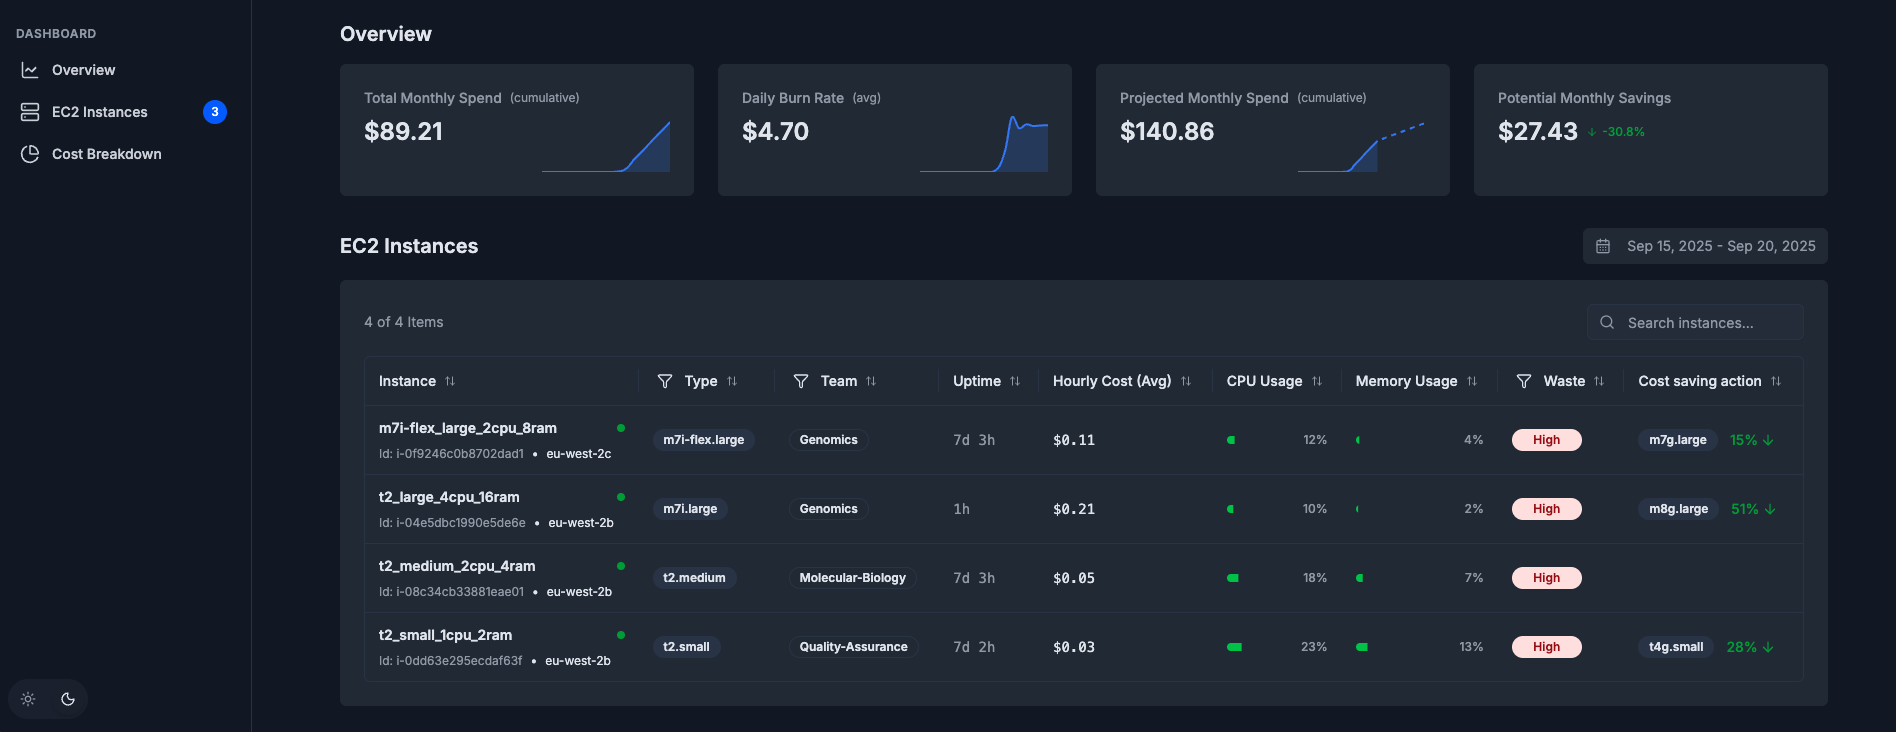 DASHBOARD
Overview
EC2 Instances 3
Cost Breakdown
Overview
Total Monthly Spend (cumulative)
$89.21
Daily Burn Rate (avg)
$4.70
Projected Monthly Spend (cumulative)
$140.86
Potential Monthly Savings
$27.43 ↓ -30.8%
EC2 Instances
Sep 15, 2025 - Sep 20, 2025
4 of 4 Items
Search instances...
Instance Type Team Uptime Hourly Cost (Avg) CPU Usage Memory Usage Waste Cost saving action
m7i-flex_large_2cpu_8ram
Id: i-0f9246c0b8702dad1 • eu-west-2c
m7i-flex.large Genomics 7d 3h $0.11 12% 4% High m7g.large 15% ↓
t2_large_4cpu_16ram
Id: i-04e5dbc1990e5de6e • eu-west-2b
m7i.large Genomics 1h $0.21 10% 2% High m8g.large 51% ↓
t2_medium_2cpu_4ram
Id: i-08c34cb33881eae01 • eu-west-2b
t2.medium Molecular-Biology 7d 3h $0.05 18% 7% High
t2_small_1cpu_2ram
Id: i-0dd63e295ecdaf63f • eu-west-2b
t2.small Quality-Assurance 7d 2h $0.03 23% 13% High t4g.small 28% ↓